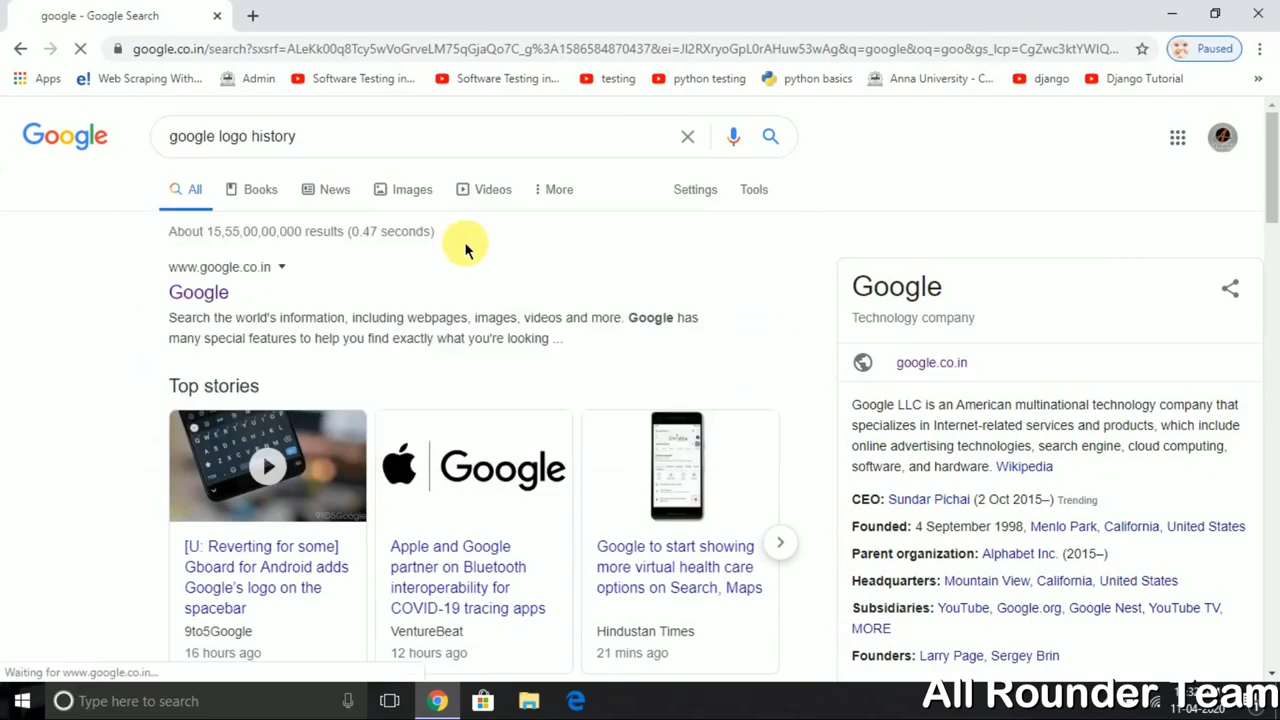 google - Google Search
google.co.in/search?sxsrf=ALeKk00q8Tcy5wVoGrveLM75qGjaQo7C_g%3A1586584870437&ei=Jl2RXryoGpL0rAHuw53wAg&q=google&oq=goo&gs_lcp=CgZwc3ktYWIQ...
Paused
Apps
Web Scraping With...
Admin
Software Testing in...
Software Testing in...
testing
python testing
python basics
Anna University - C...
django
Django Tutorial
»
Google
google logo history
All
Books
News
Images
Videos
More
Settings
Tools
About 15,55,00,00,000 results (0.47 seconds)
www.google.co.in
Google
Search the world's information, including webpages, images, videos and more. Google has
many special features to help you find exactly what you're looking ...
Top stories
9to5Google
[U: Reverting for some]
Gboard for Android adds
Google's logo on the
spacebar
9to5Google
16 hours ago
Google
Apple and Google
partner on Bluetooth
interoperability for
COVID-19 tracing apps
VentureBeat
12 hours ago
Google to start showing
more virtual health care
options on Search, Maps
Hindustan Times
21 mins ago
Google
Technology company
google.co.in
Google LLC is an American multinational technology company that
specializes in Internet-related services and products, which include
online advertising technologies, search engine, cloud computing,
software, and hardware. Wikipedia
CEO: Sundar Pichai (2 Oct 2015–) Trending
Founded: 4 September 1998, Menlo Park, California, United States
Parent organization: Alphabet Inc. (2015–)
Headquarters: Mountain View, California, United States
Subsidiaries: YouTube, Google.org, Google Nest, YouTube TV,
MORE
Founders: Larry Page, Sergey Brin
Waiting for www.google.co.in...
Type here to search
All Rounder Team
11-04-2020